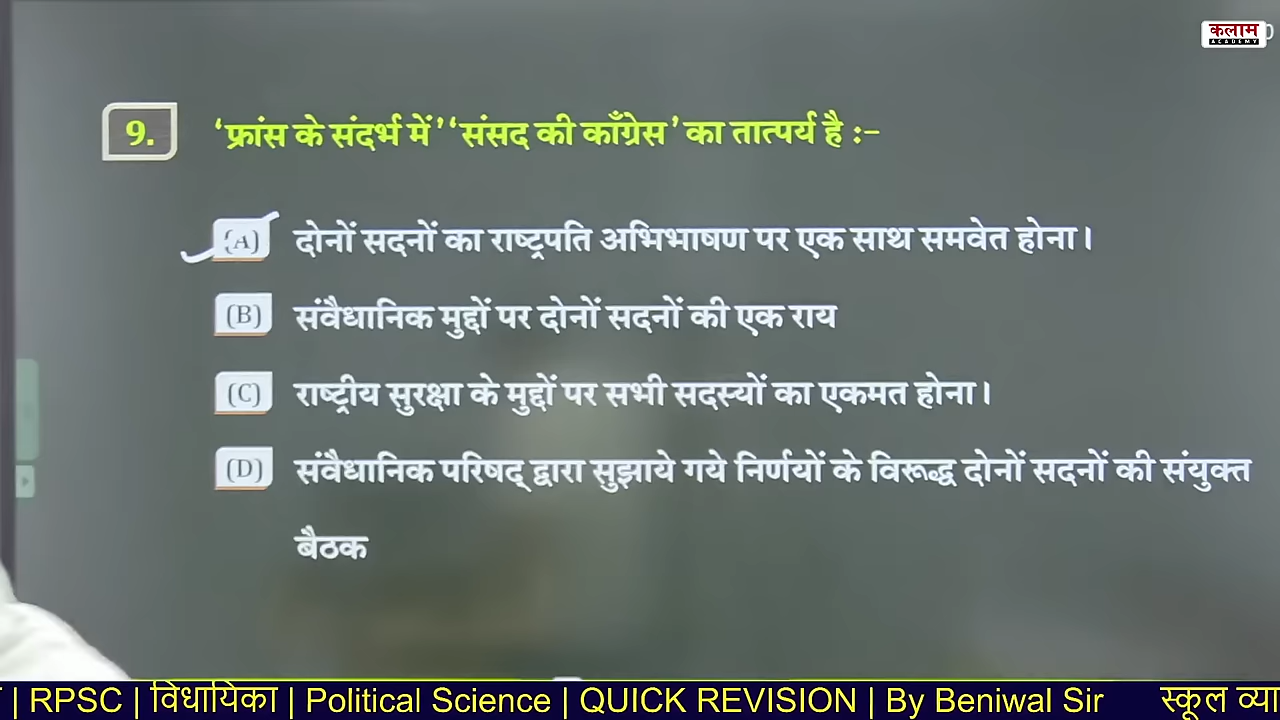 कलाम
ACADEMY
9. 'फ्रांस के संदर्भ में' 'संसद की काँग्रेस' का तात्पर्य है :-
(A) दोनों सदनों का राष्ट्रपति अभिभाषण पर एक साथ समवेत होना।
(B) संवैधानिक मुद्दों पर दोनों सदनों की एक राय
(C) राष्ट्रीय सुरक्षा के मुद्दों पर सभी सदस्यों का एकमत होना।
(D) संवैधानिक परिषद् द्वारा सुझाये गये निर्णयों के विरूद्ध दोनों सदनों की संयुक्त
बैठक
| RPSC | विधायिका | Political Science | QUICK REVISION | By Beniwal Sir स्कूल व्या